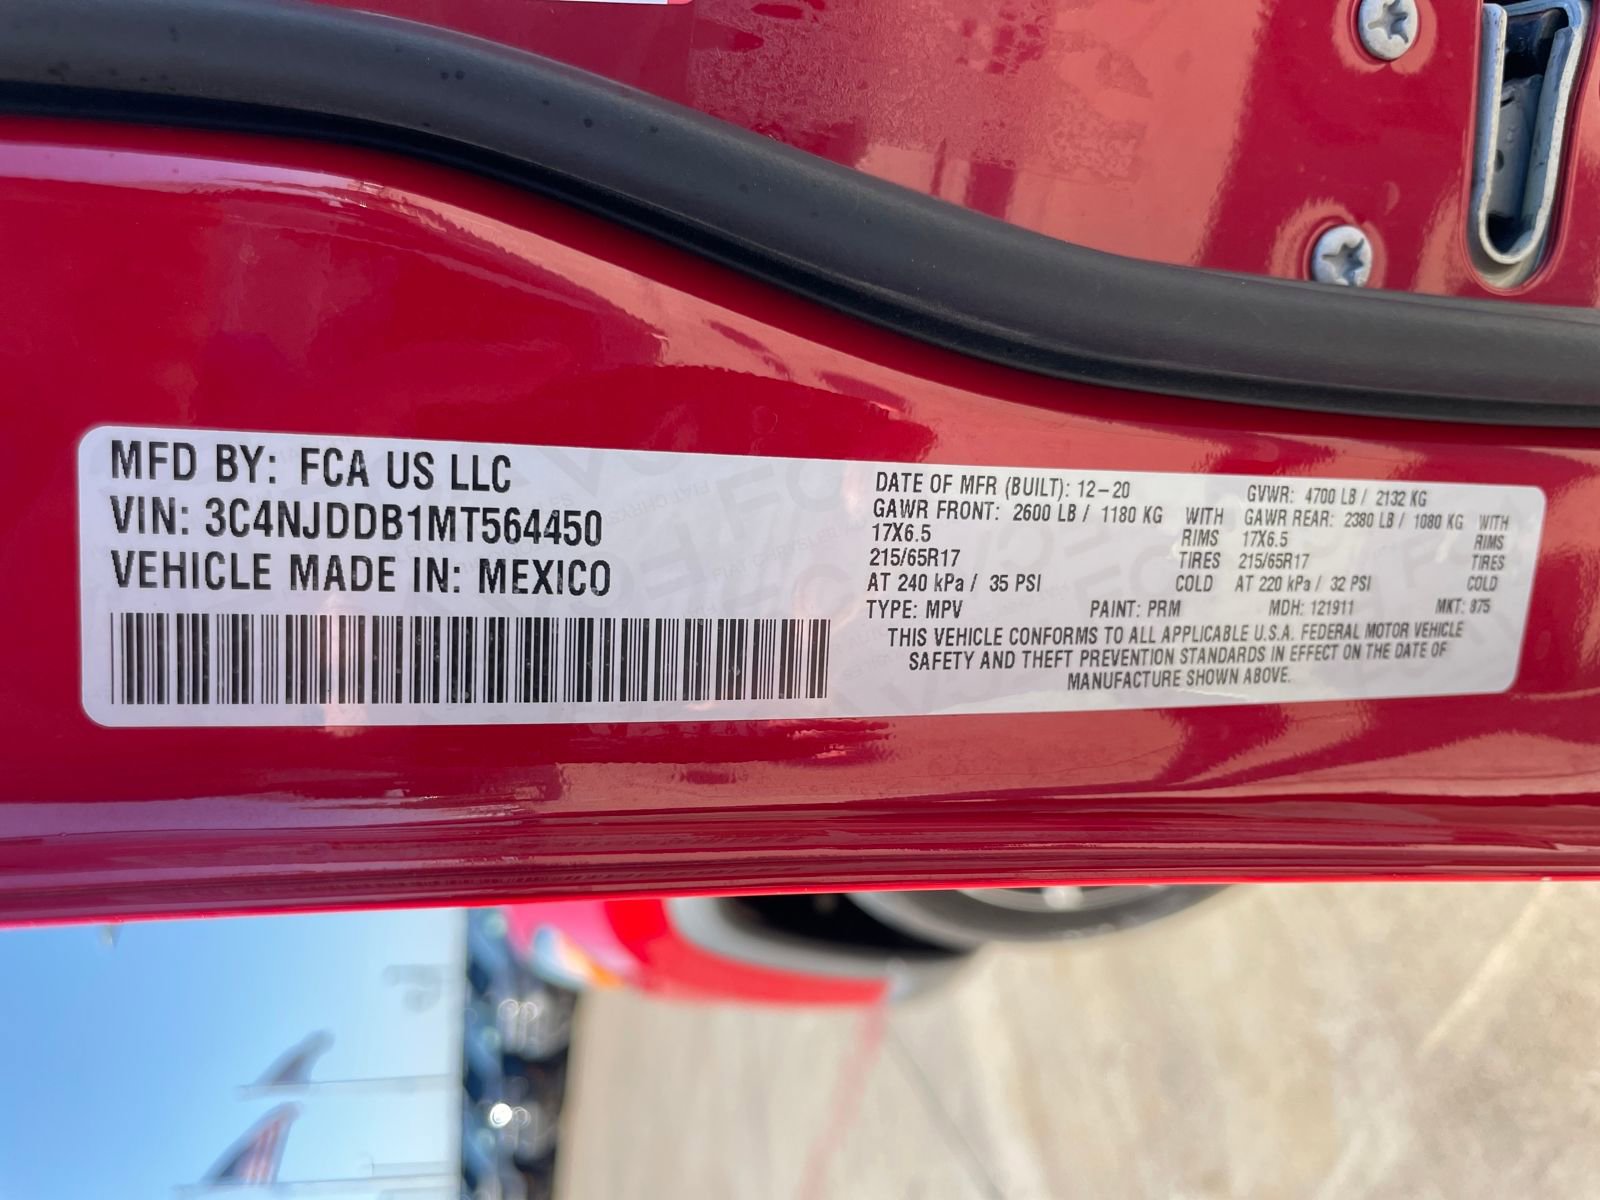 MFD BY: FCA US LLC
VIN: 3C4NJDDB1MT564450
VEHICLE MADE IN: MEXICO
DATE OF MFR (BUILT): 12-20 GVWR: 4700 LB / 2132 KG
GAWR FRONT: 2600 LB / 1180 KG WITH GAWR REAR: 2380 LB / 1080 KG WITH
17X6.5 RIMS 17X6.5 RIMS
215/65R17 TIRES 215/65R17 TIRES
AT 240 kPa / 35 PSI COLD AT 220 kPa / 32 PSI COLD
TYPE: MPV PAINT: PRM MDH: 121911 MKT: 875
THIS VEHICLE CONFORMS TO ALL APPLICABLE U.S.A. FEDERAL MOTOR VEHICLE
SAFETY AND THEFT PREVENTION STANDARDS IN EFFECT ON THE DATE OF
MANUFACTURE SHOWN ABOVE.